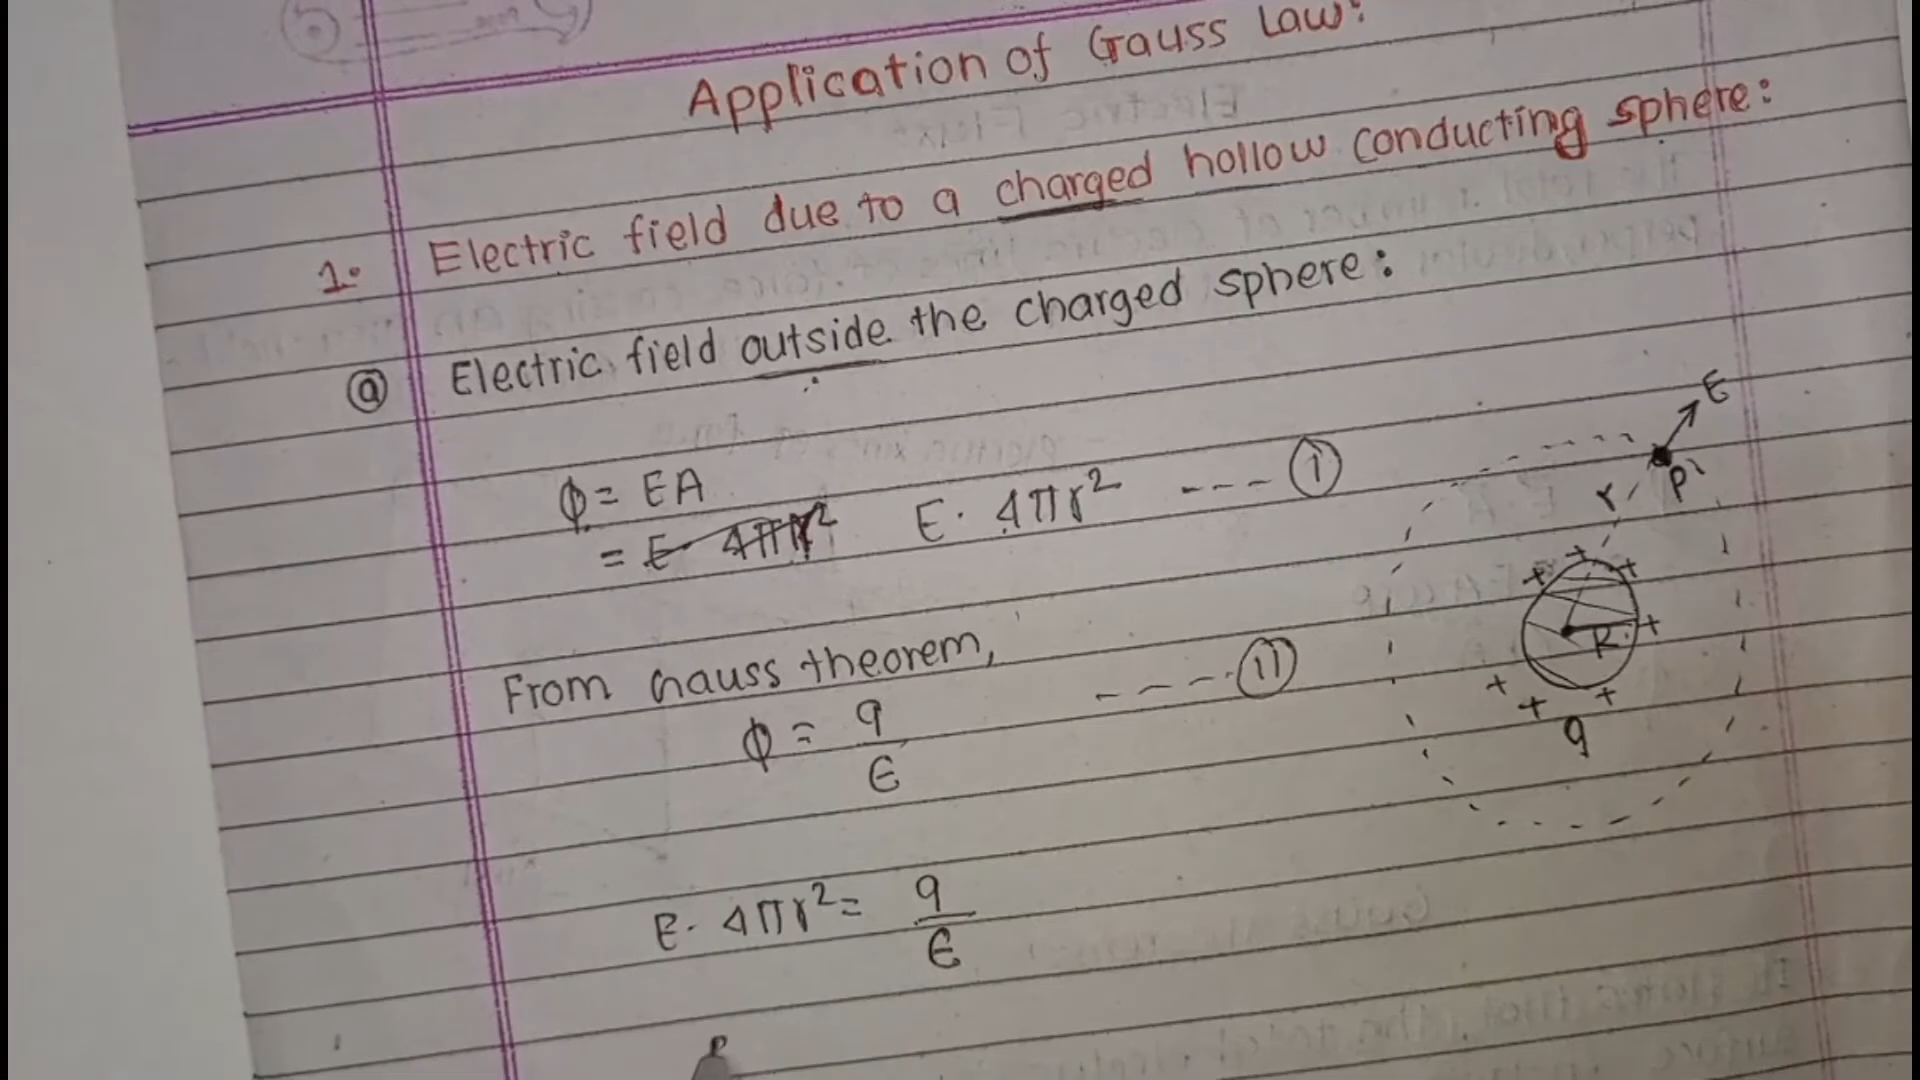 Application of Gauss Law:
1. Electric field due to a charged hollow conducting sphere:
ⓐ Electric field outside the charged sphere:
ϕ = EA
= E 4πr² E. 4πr² --- ⓘ
From Gauss theorem,
ϕ = q/ϵ ---- (ii)
E. 4πr² = q/ϵ
E
P
r
+ + + + + + +
R
q